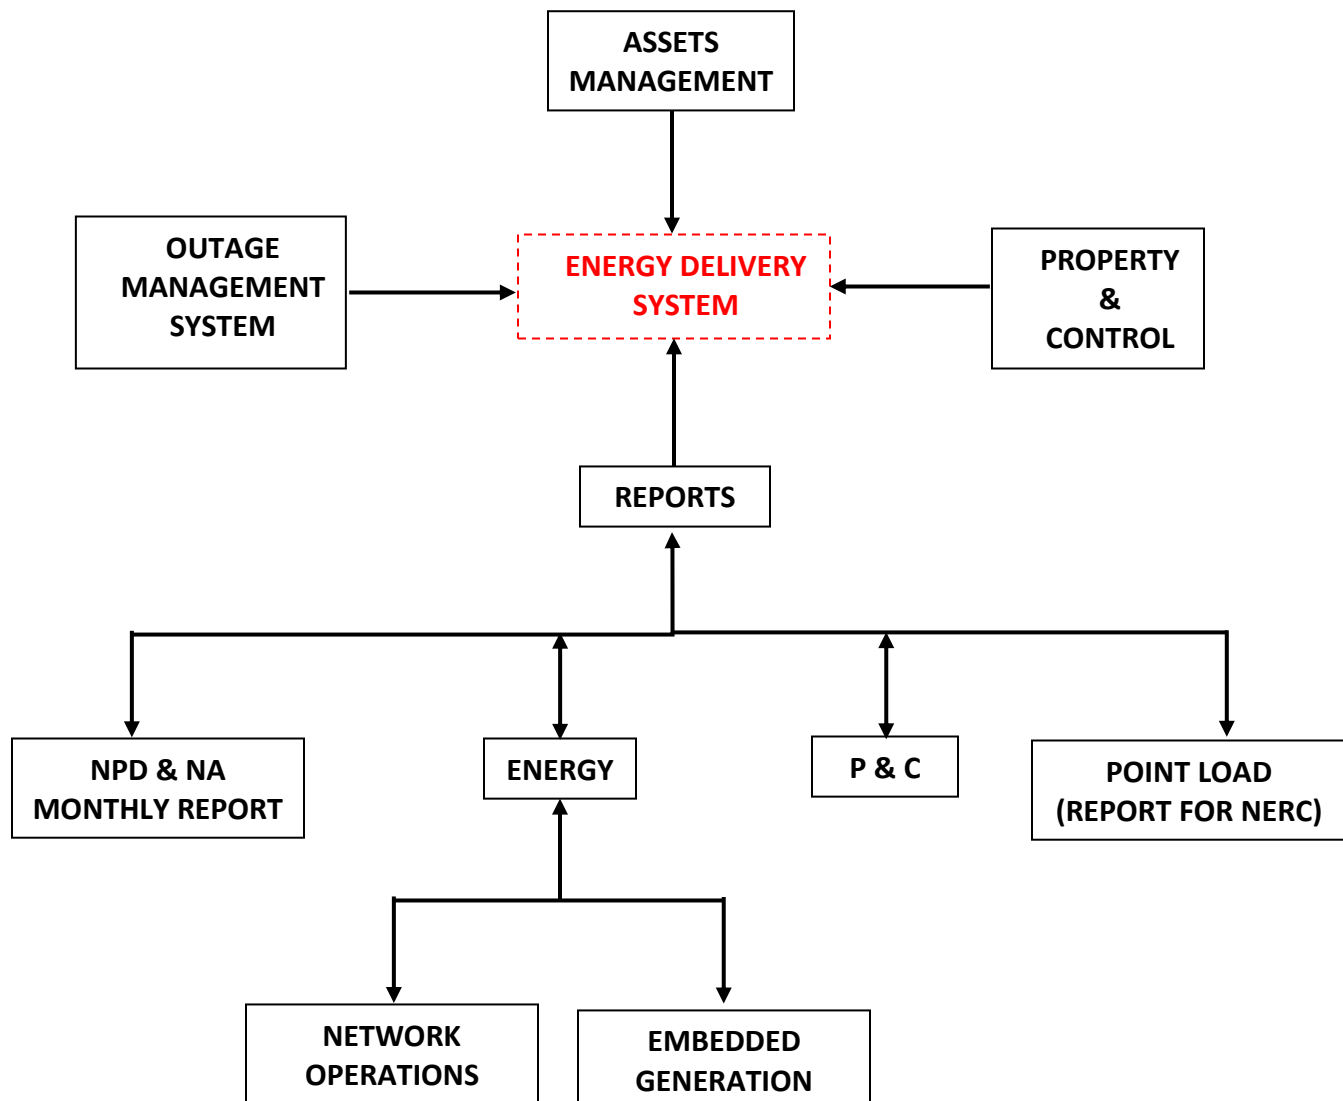 ASSETS
MANAGEMENT
OUTAGE
MANAGEMENT
SYSTEM
ENERGY DELIVERY
SYSTEM
PROPERTY
&
CONTROL
REPORTS
NPD & NA
MONTHLY REPORT
ENERGY
P & C
POINT LOAD
(REPORT FOR NERC)
NETWORK
OPERATIONS
EMBEDDED
GENERATION